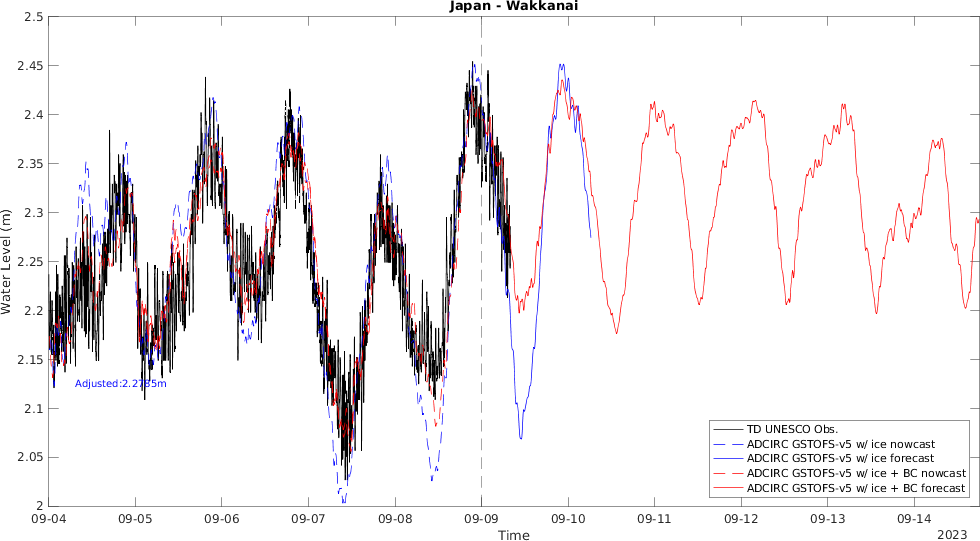 Japan - Wakkanai
2.5
2.45
2.4
2.35
2.3
2.25
2.2
2.15
2.1
2.05
2
Water Level (m)
Adjusted:2.2785m
TD UNESCO Obs.
ADCIRC GSTOFS-v5 w/ ice nowcast
ADCIRC GSTOFS-v5 w/ ice forecast
ADCIRC GSTOFS-v5 w/ ice + BC nowcast
ADCIRC GSTOFS-v5 w/ ice + BC forecast
09-04 09-05 09-06 09-07 09-08 09-09 09-10 09-11 09-12 09-13 09-14
Time
2023